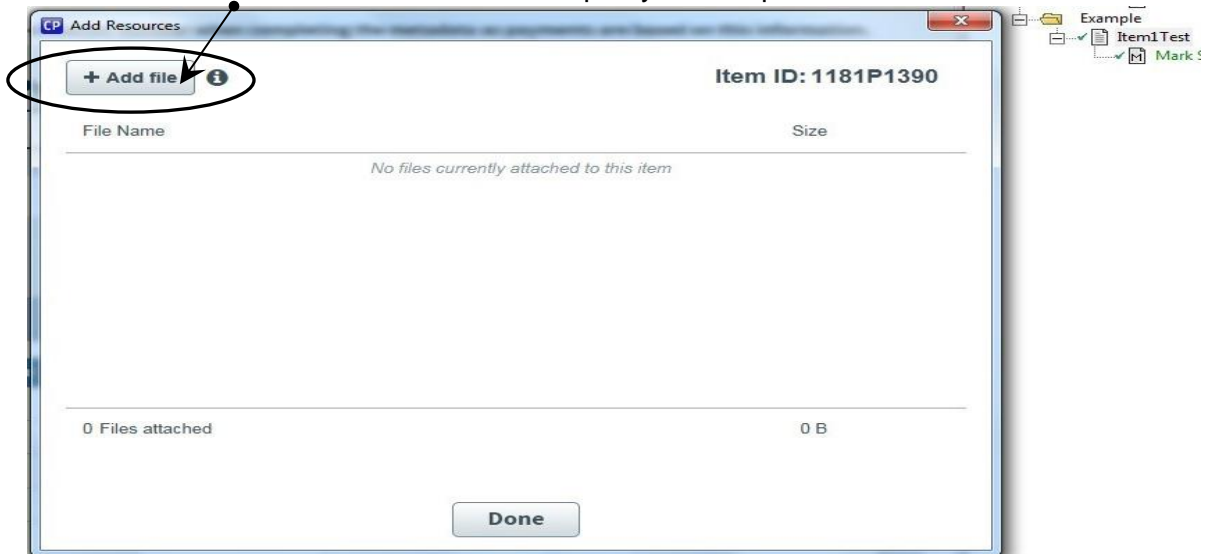 CP Add Resources
+ Add file
Item ID: 1181P1390
File Name Size
No files currently attached to this item
0 Files attached 0 B
Done
Example
Item1Test
M Mark